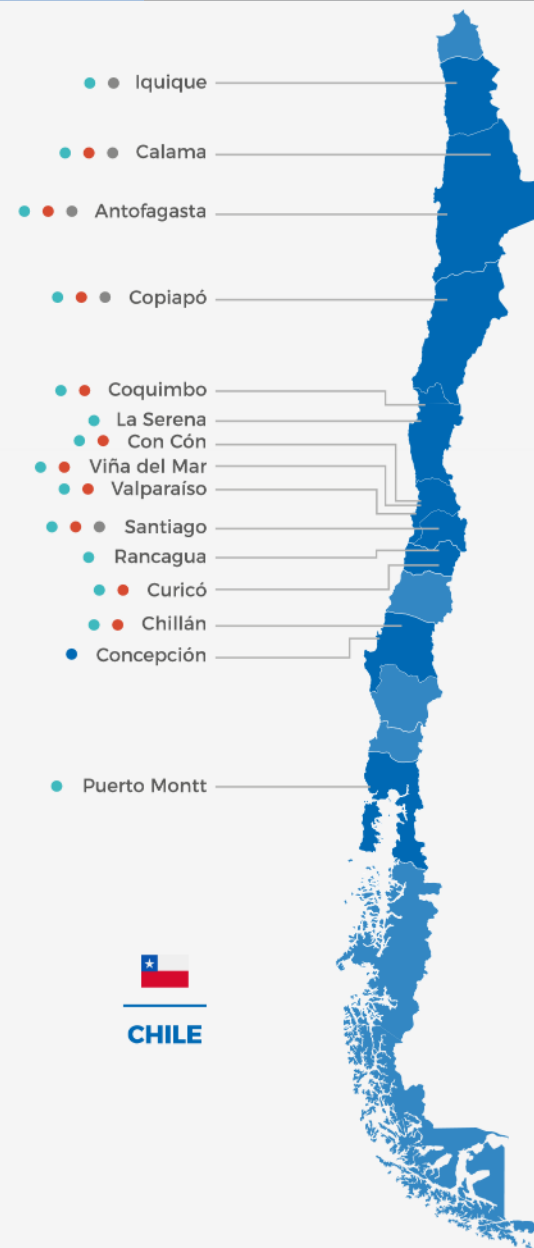 Iquique
Calama
Antofagasta
Copiapó
Coquimbo
La Serena
Con Cón
Viña del Mar
Valparaíso
Santiago
Rancagua
Curicó
Chillán
Concepción
Puerto Montt
CHILE